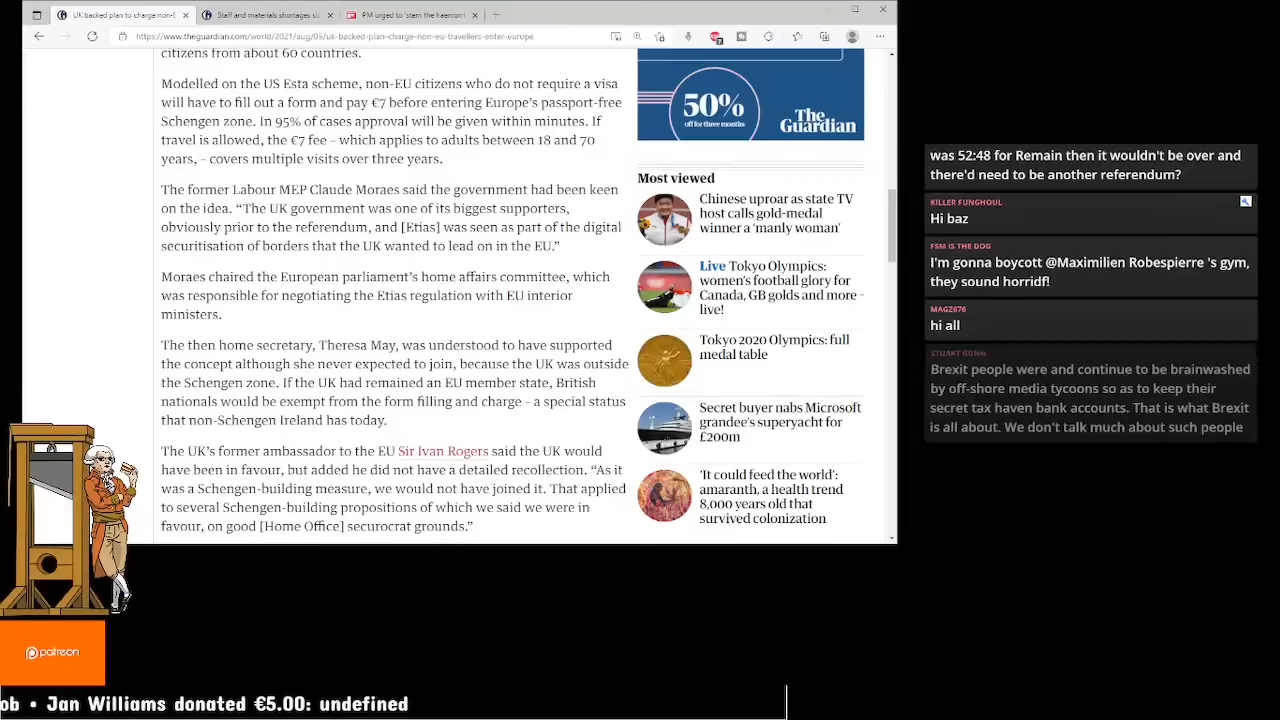 UK backed plan to charge non-E
Staff and materials shortages sl
PM urged to 'stem the haemorr
https://www.theguardian.com/world/2021/aug/05/uk-backed-plan-charge-non-eu-travellers-enter-europe
citizens from about 60 countries.
Modelled on the US Esta scheme, non-EU citizens who do not require a visa
will have to fill out a form and pay €7 before entering Europe's passport-free
Schengen zone. In 95% of cases approval will be given within minutes. If
travel is allowed, the €7 fee – which applies to adults between 18 and 70
years, – covers multiple visits over three years.
The former Labour MEP Claude Moraes said the government had been keen
on the idea. “The UK government was one of its biggest supporters,
obviously prior to the referendum, and [Etias] was seen as part of the digital
securitisation of borders that the UK wanted to lead on in the EU.”
Moraes chaired the European parliament's home affairs committee, which
was responsible for negotiating the Etias regulation with EU interior
ministers.
The then home secretary, Theresa May, was understood to have supported
the concept although she never expected to join, because the UK was outside
the Schengen zone. If the UK had remained an EU member state, British
nationals would be exempt from the form filling and charge – a special status
that non-Schengen Ireland has today.
The UK's former ambassador to the EU Sir Ivan Rogers said the UK would
have been in favour, but added he did not have a detailed recollection. “As it
was a Schengen-building measure, we would not have joined it. That applied
to several Schengen-building propositions of which we said we were in
favour, on good [Home Office] securocrat grounds.”
50%
off for three months
The
Guardian
Most viewed
Chinese uproar as state TV
host calls gold-medal
winner a 'manly woman'
Live Tokyo Olympics:
women's football glory for
Canada, GB golds and more –
live!
Tokyo 2020 Olympics: full
medal table
Secret buyer nabs Microsoft
grandee's superyacht for
£200m
'It could feed the world':
amaranth, a health trend
8,000 years old that
survived colonization
was 52:48 for Remain then it wouldn't be over and
there'd need to be another referendum?
KILLER FUNGHOUL
Hi baz
FSM IS THE DOG
I'm gonna boycott @Maximilien Robespierre 's gym,
they sound horridf!
MAGZ676
hi all
STUART GUNN
Brexit people were and continue to be brainwashed
by off-shore media tycoons so as to keep their
secret tax haven bank accounts. That is what Brexit
is all about. We don't talk much about such people
patreon
ob • Jan Williams donated €5.00: undefined